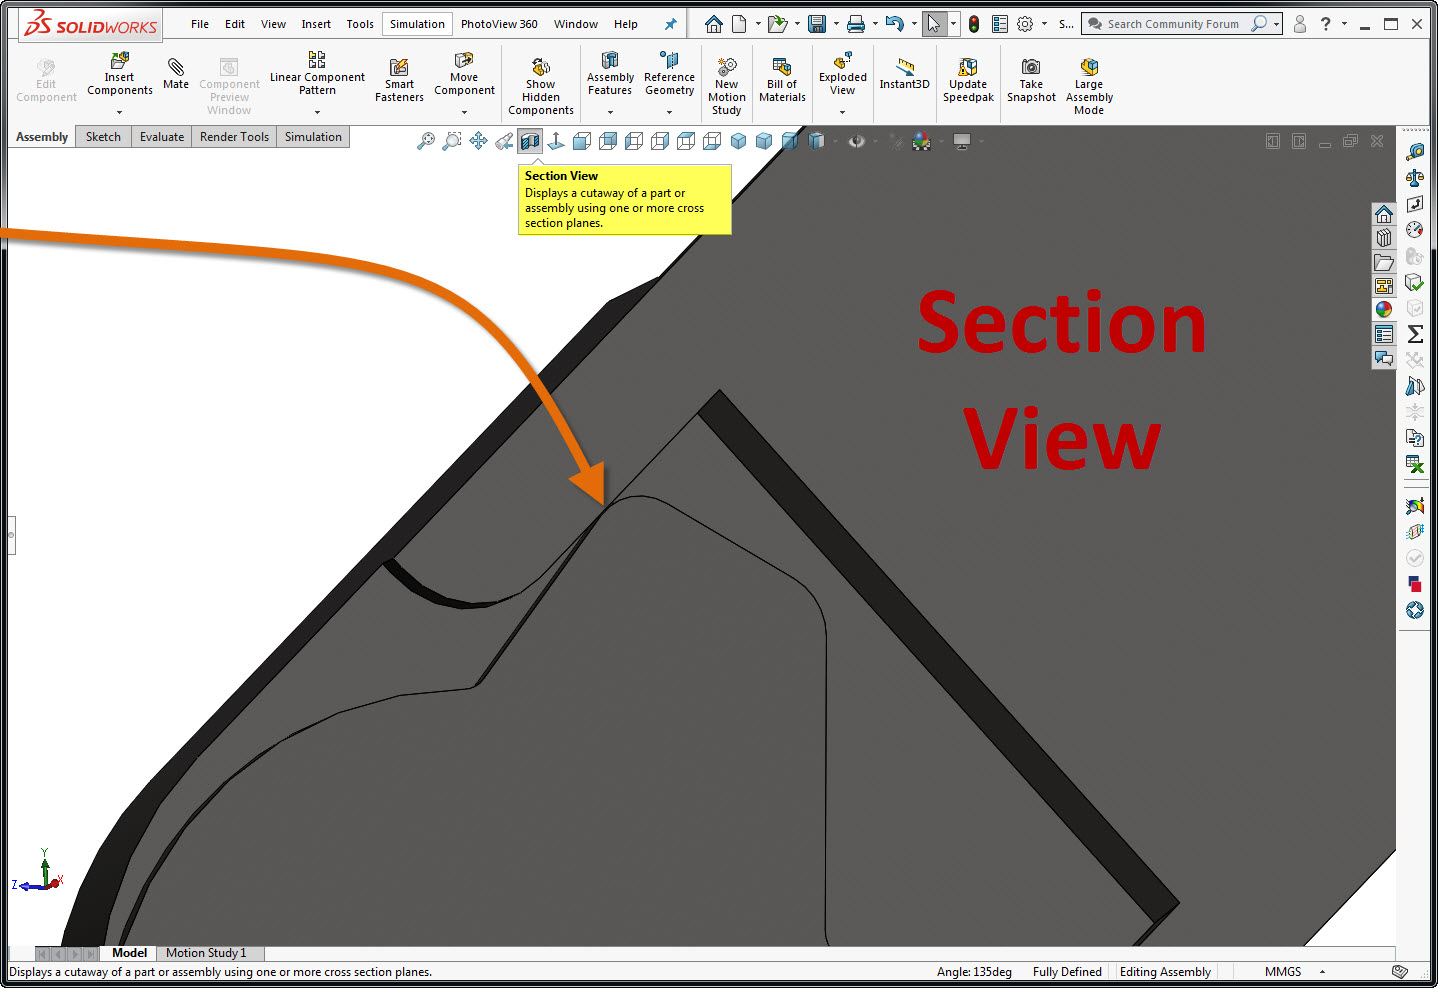 SOLIDWORKS
File Edit View Insert Tools Simulation PhotoView 360 Window Help
S... Search Community Forum ?
Edit Component
Insert Components
Mate
Component Preview Window
Linear Component Pattern
Smart Fasteners
Move Component
Show Hidden Components
Assembly Features
Reference Geometry
New Motion Study
Bill of Materials
Exploded View
Instant3D
Update Speedpak
Take Snapshot
Large Assembly Mode
Assembly Sketch Evaluate Render Tools Simulation
Section View
Displays a cutaway of a part or
assembly using one or more cross
section planes.
Section
View
Y
Z X
Model Motion Study 1
Displays a cutaway of a part or assembly using one or more cross section planes. Angle: 135deg Fully Defined Editing Assembly MMGS